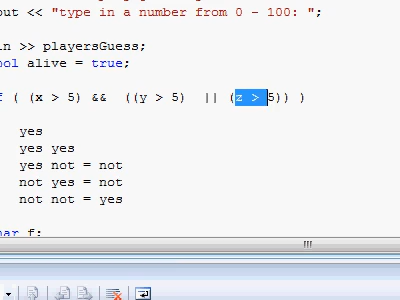 out << "type in a number from 0 - 100: ";
in >> playersGuess;
ool alive = true;
f ( (x > 5) && ((y > 5) || (z > 5)) )
yes
yes yes
yes not = not
not yes = not
not not = yes
har f;